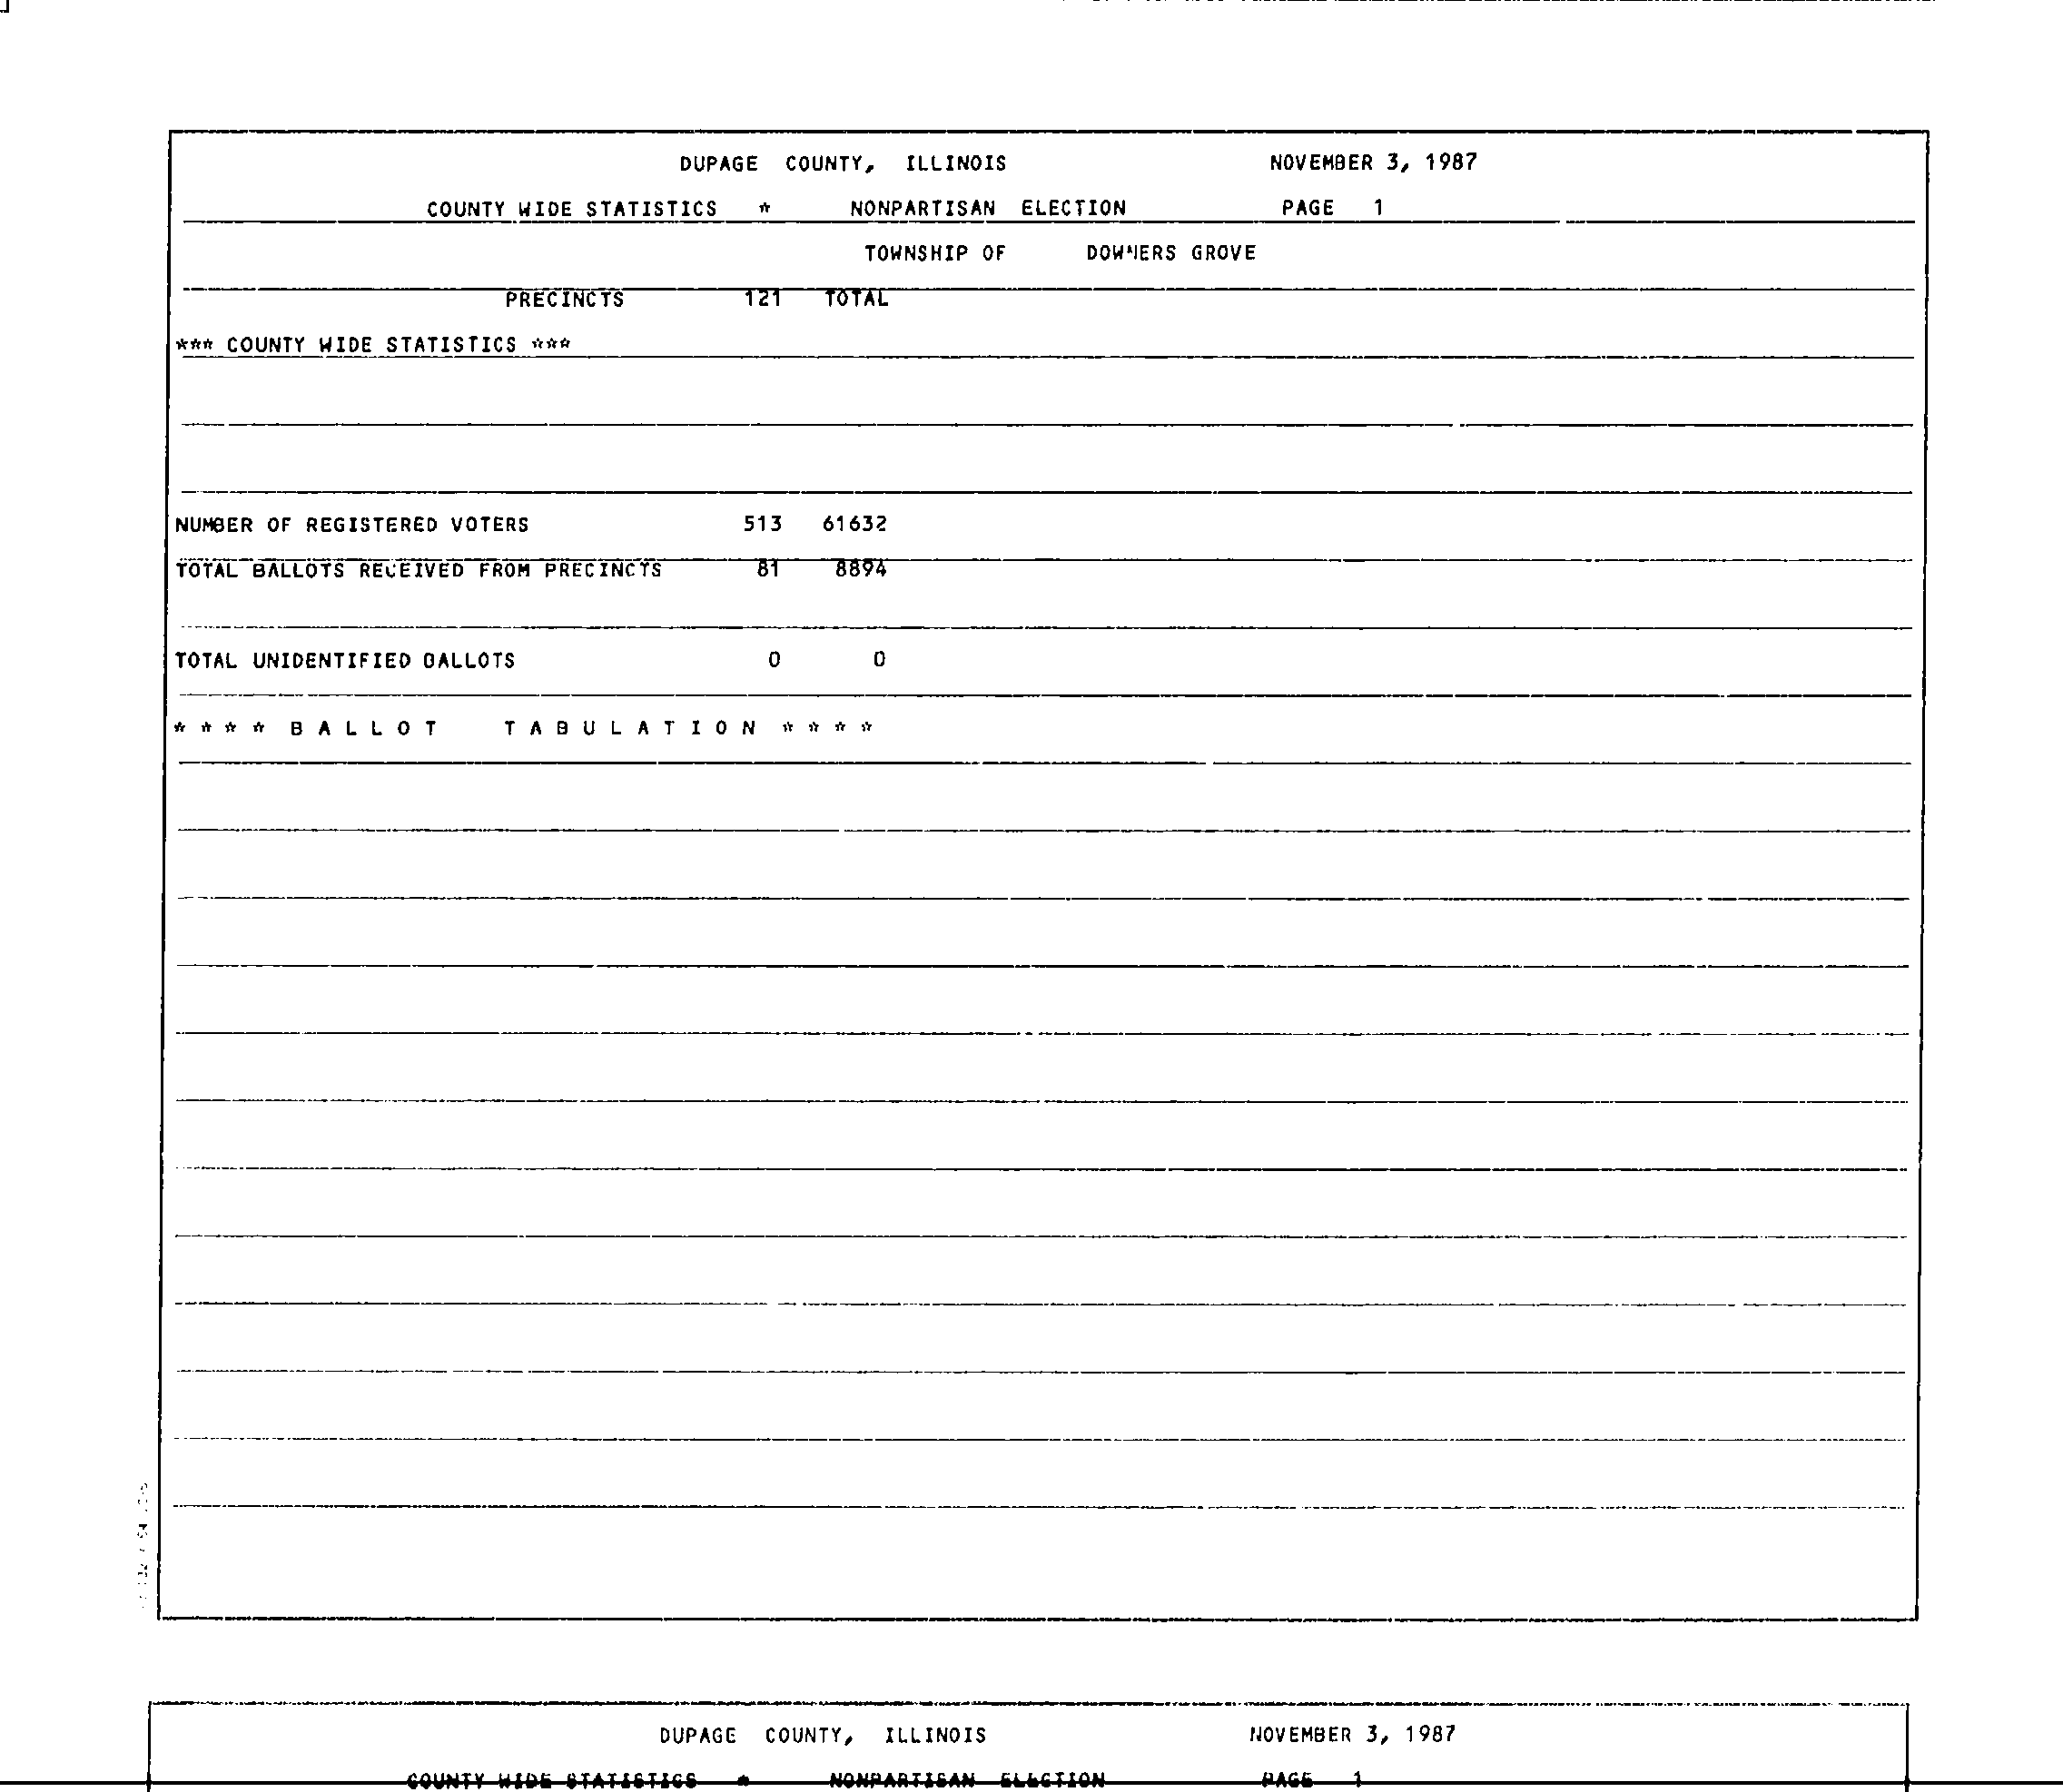 DUPAGE COUNTY, ILLINOIS NOVEMBER 3, 1987
COUNTY WIDE STATISTICS * NONPARTISAN ELECTION PAGE 1
TOWNSHIP OF DOWNERS GROVE
PRECINCTS 121 TOTAL
*** COUNTY WIDE STATISTICS ***
NUMBER OF REGISTERED VOTERS 513 61632
TOTAL BALLOTS RECEIVED FROM PRECINCTS 81 8894
TOTAL UNIDENTIFIED BALLOTS 0 0
* * * * B A L L O T T A B U L A T I O N * * * *
DUPAGE COUNTY, ILLINOIS NOVEMBER 3, 1987
COUNTY WIDE STATISTICS * NONPARTISAN ELECTION PAGE 1